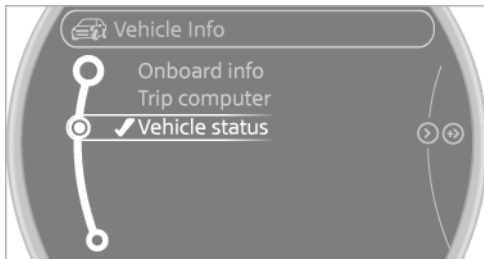 Vehicle Info
Onboard info
Trip computer
Vehicle status